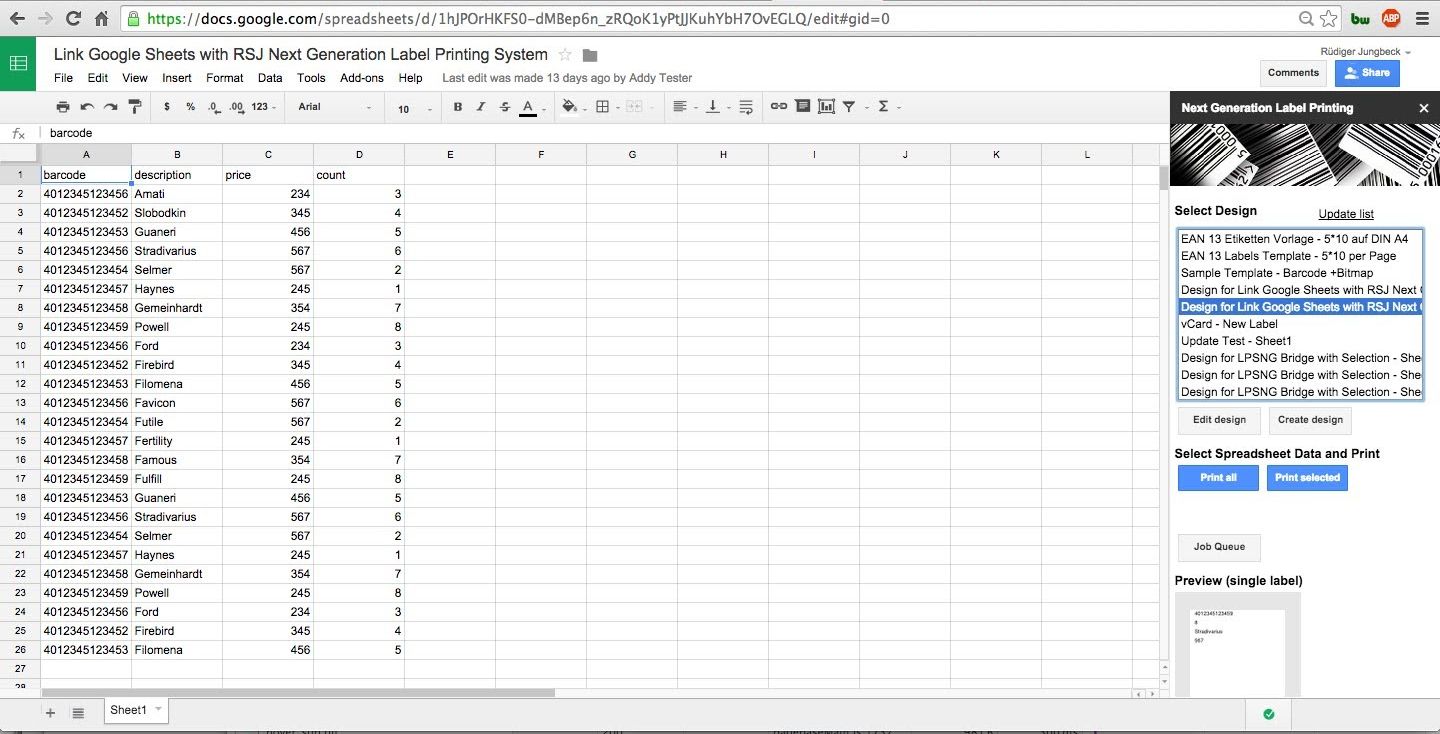 https://docs.google.com/spreadsheets/d/1hJPOrHKFS0-dMBep6n_zRQoK1yPtJJKuhYbH7OvEGLQ/edit#gid=0
bw ABP
Link Google Sheets with RSJ Next Generation Label Printing System
Rüdiger Jungbeck
File Edit View Insert Format Data Tools Add-ons Help Last edit was made 13 days ago by Addy Tester
Comments Share
$ % .0 .00 123 Arial 10 B I S A Σ
Next Generation Label Printing ×
fx barcode
A B C D E F G H I J K L
1 barcode description price count
2 4012345123456 Amati 234 3
3 4012345123452 Slobodkin 345 4
4 4012345123453 Guaneri 456 5
5 4012345123456 Stradivarius 567 6
6 4012345123454 Selmer 567 2
7 4012345123457 Haynes 245 1
8 4012345123458 Gemeinhardt 354 7
9 4012345123459 Powell 245 8
10 4012345123456 Ford 234 3
11 4012345123452 Firebird 345 4
12 4012345123453 Filomena 456 5
13 4012345123456 Favicon 567 6
14 4012345123454 Futile 567 2
15 4012345123457 Fertility 245 1
16 4012345123458 Famous 354 7
17 4012345123459 Fulfill 245 8
18 4012345123453 Guaneri 456 5
19 4012345123456 Stradivarius 567 6
20 4012345123454 Selmer 567 2
21 4012345123457 Haynes 245 1
22 4012345123458 Gemeinhardt 354 7
23 4012345123459 Powell 245 8
24 4012345123456 Ford 234 3
25 4012345123452 Firebird 345 4
26 4012345123453 Filomena 456 5
27
28
Sheet1
Select Design Update list
EAN 13 Etiketten Vorlage - 5*10 auf DIN A4
EAN 13 Labels Template - 5*10 per Page
Sample Template - Barcode +Bitmap
Design for Link Google Sheets with RSJ Next
Design for Link Google Sheets with RSJ Next
vCard - New Label
Update Test - Sheet1
Design for LPSNG Bridge with Selection - She
Design for LPSNG Bridge with Selection - She
Design for LPSNG Bridge with Selection - She
Edit design Create design
Select Spreadsheet Data and Print
Print all Print selected
Job Queue
Preview (single label)
4012345123459
8
Stradivarius
567